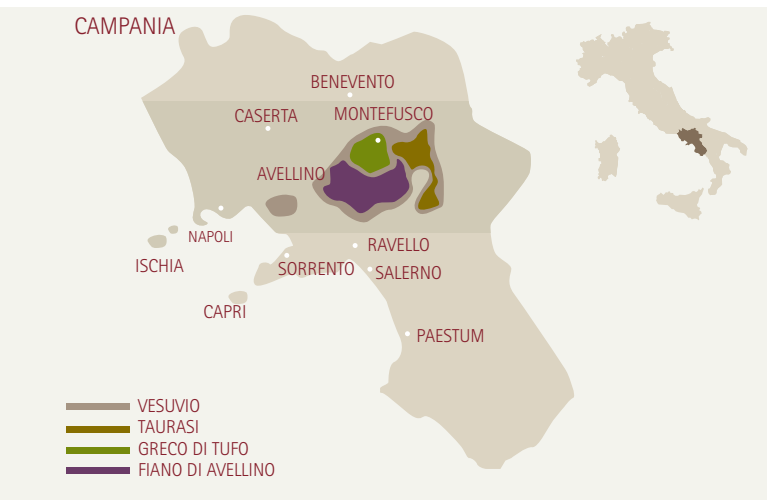 CAMPANIA
BENEVENTO
CASERTA
MONTEFUSCO
AVELLINO
NAPOLI
RAVELLO
ISCHIA
SORRENTO
SALERNO
CAPRI
PAESTUM
VESUVIO
TAURASI
GRECO DI TUFO
FIANO DI AVELLINO